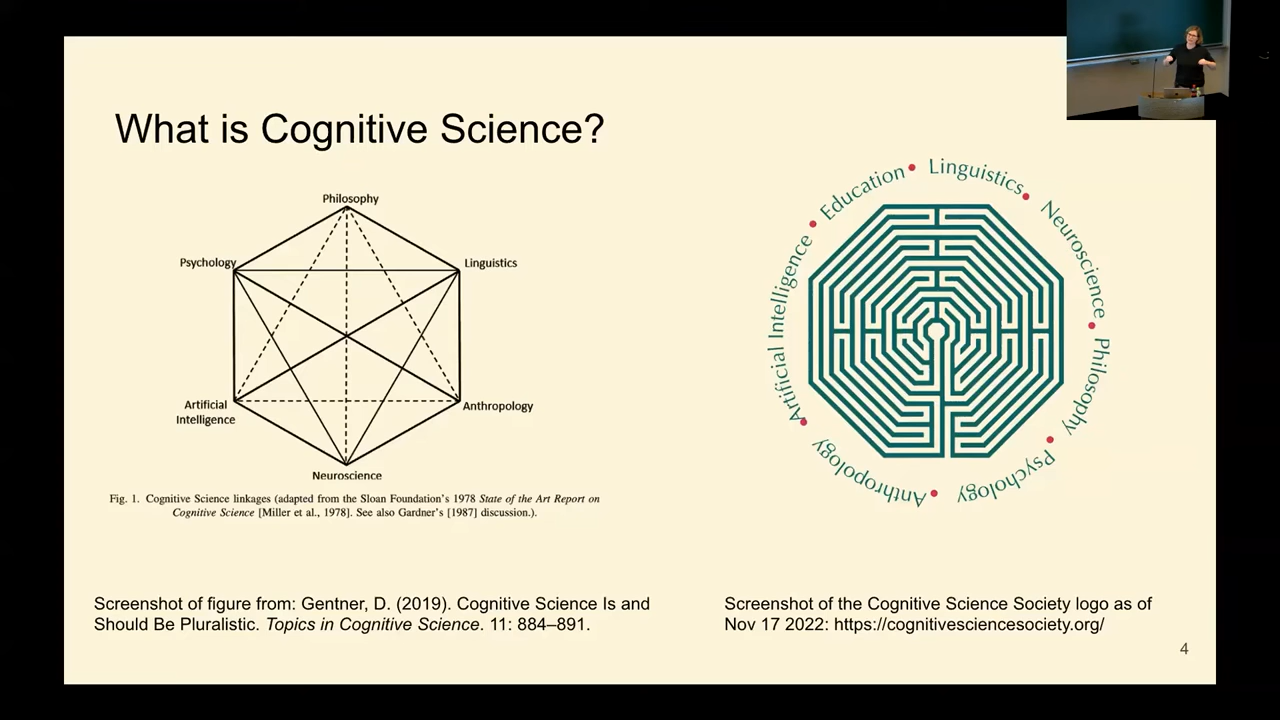 What is Cognitive Science?
Philosophy
Psychology
Linguistics
Artificial
Intelligence
Anthropology
Neuroscience
Fig. 1. Cognitive Science linkages (adapted from the Sloan Foundation's 1978 State of the Art Report on
Cognitive Science [Miller et al., 1978]. See also Gardner's [1987] discussion.).
Education • Linguistics • Neuroscience • Philosophy • Psychology • Anthropology • Artificial Intelligence •
Screenshot of figure from: Gentner, D. (2019). Cognitive Science Is and
Should Be Pluralistic. Topics in Cognitive Science. 11: 884–891.
Screenshot of the Cognitive Science Society logo as of
Nov 17 2022: https://cognitivesciencesociety.org/
4